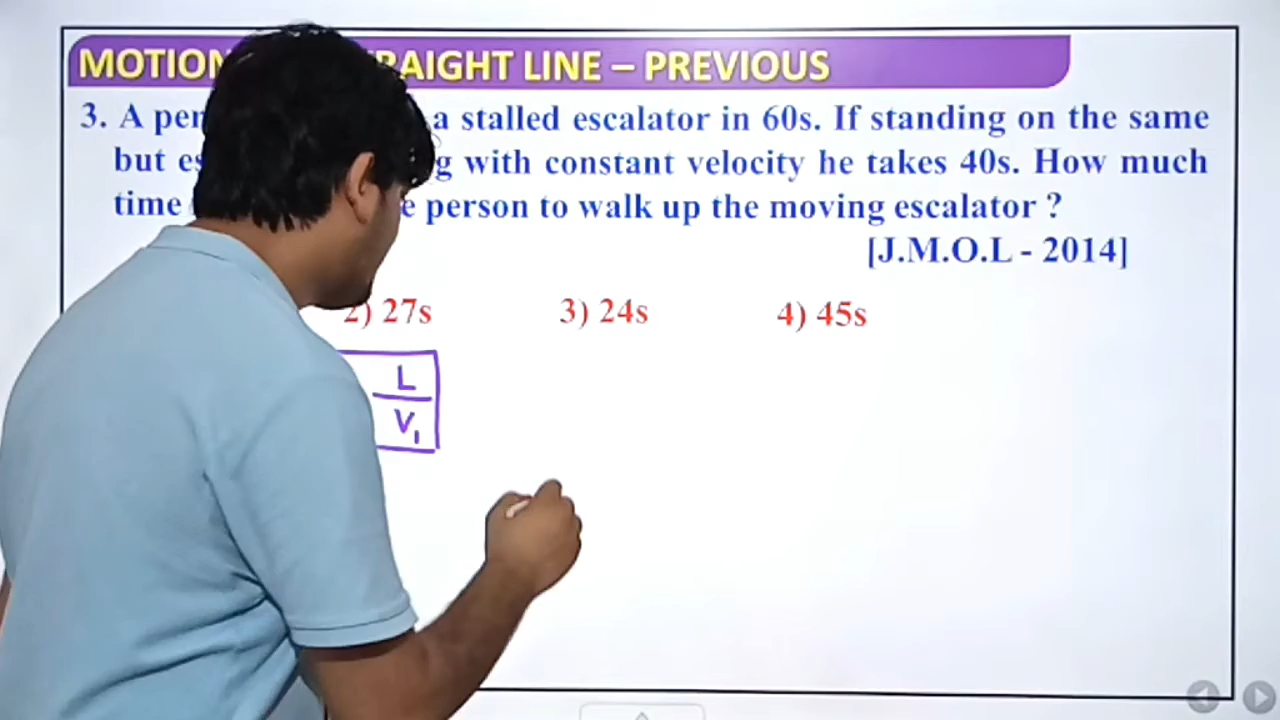 MOTION RAIGHT LINE – PREVIOUS
3. A per a stalled escalator in 60s. If standing on the same
but es g with constant velocity he takes 40s. How much
time e person to walk up the moving escalator ?
[J.M.O.L - 2014]
2) 27s 3) 24s 4) 45s
L
V₁